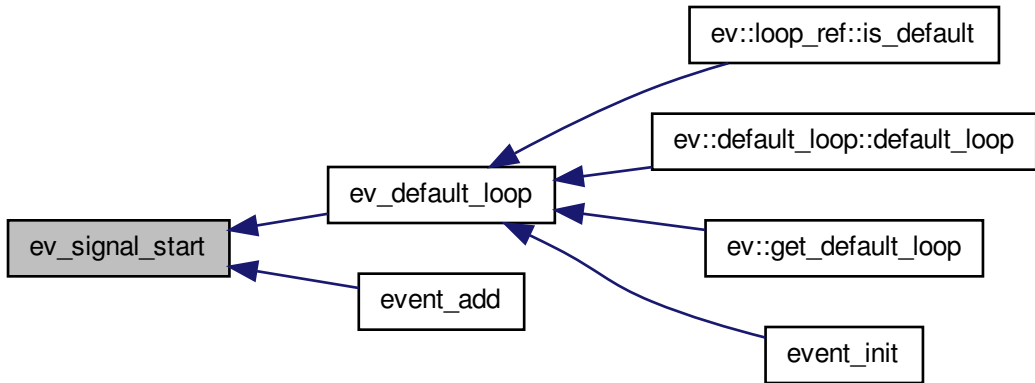 ev::loop_ref::is_default
ev::default_loop::default_loop
ev_default_loop
ev_signal_start
ev::get_default_loop
event_add
event_init